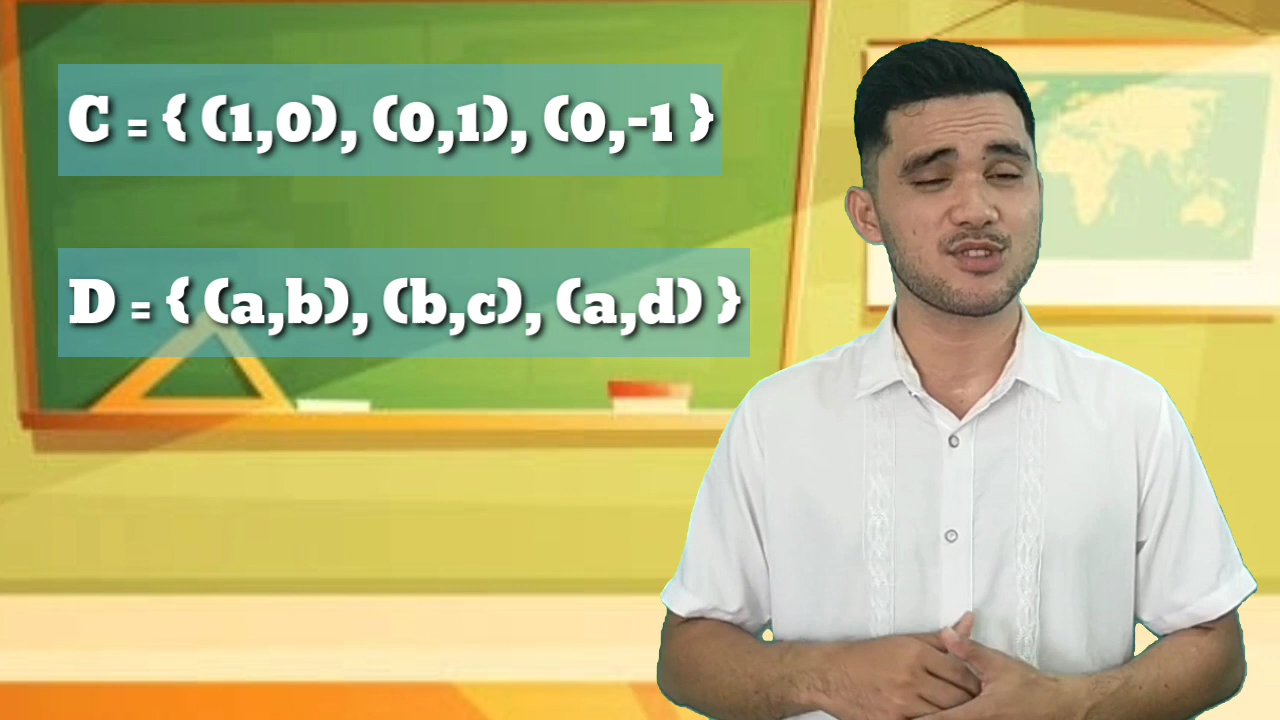 C = { (1,0), (0,1), (0,-1 }
D = { (a,b), (b,c), (a,d) }